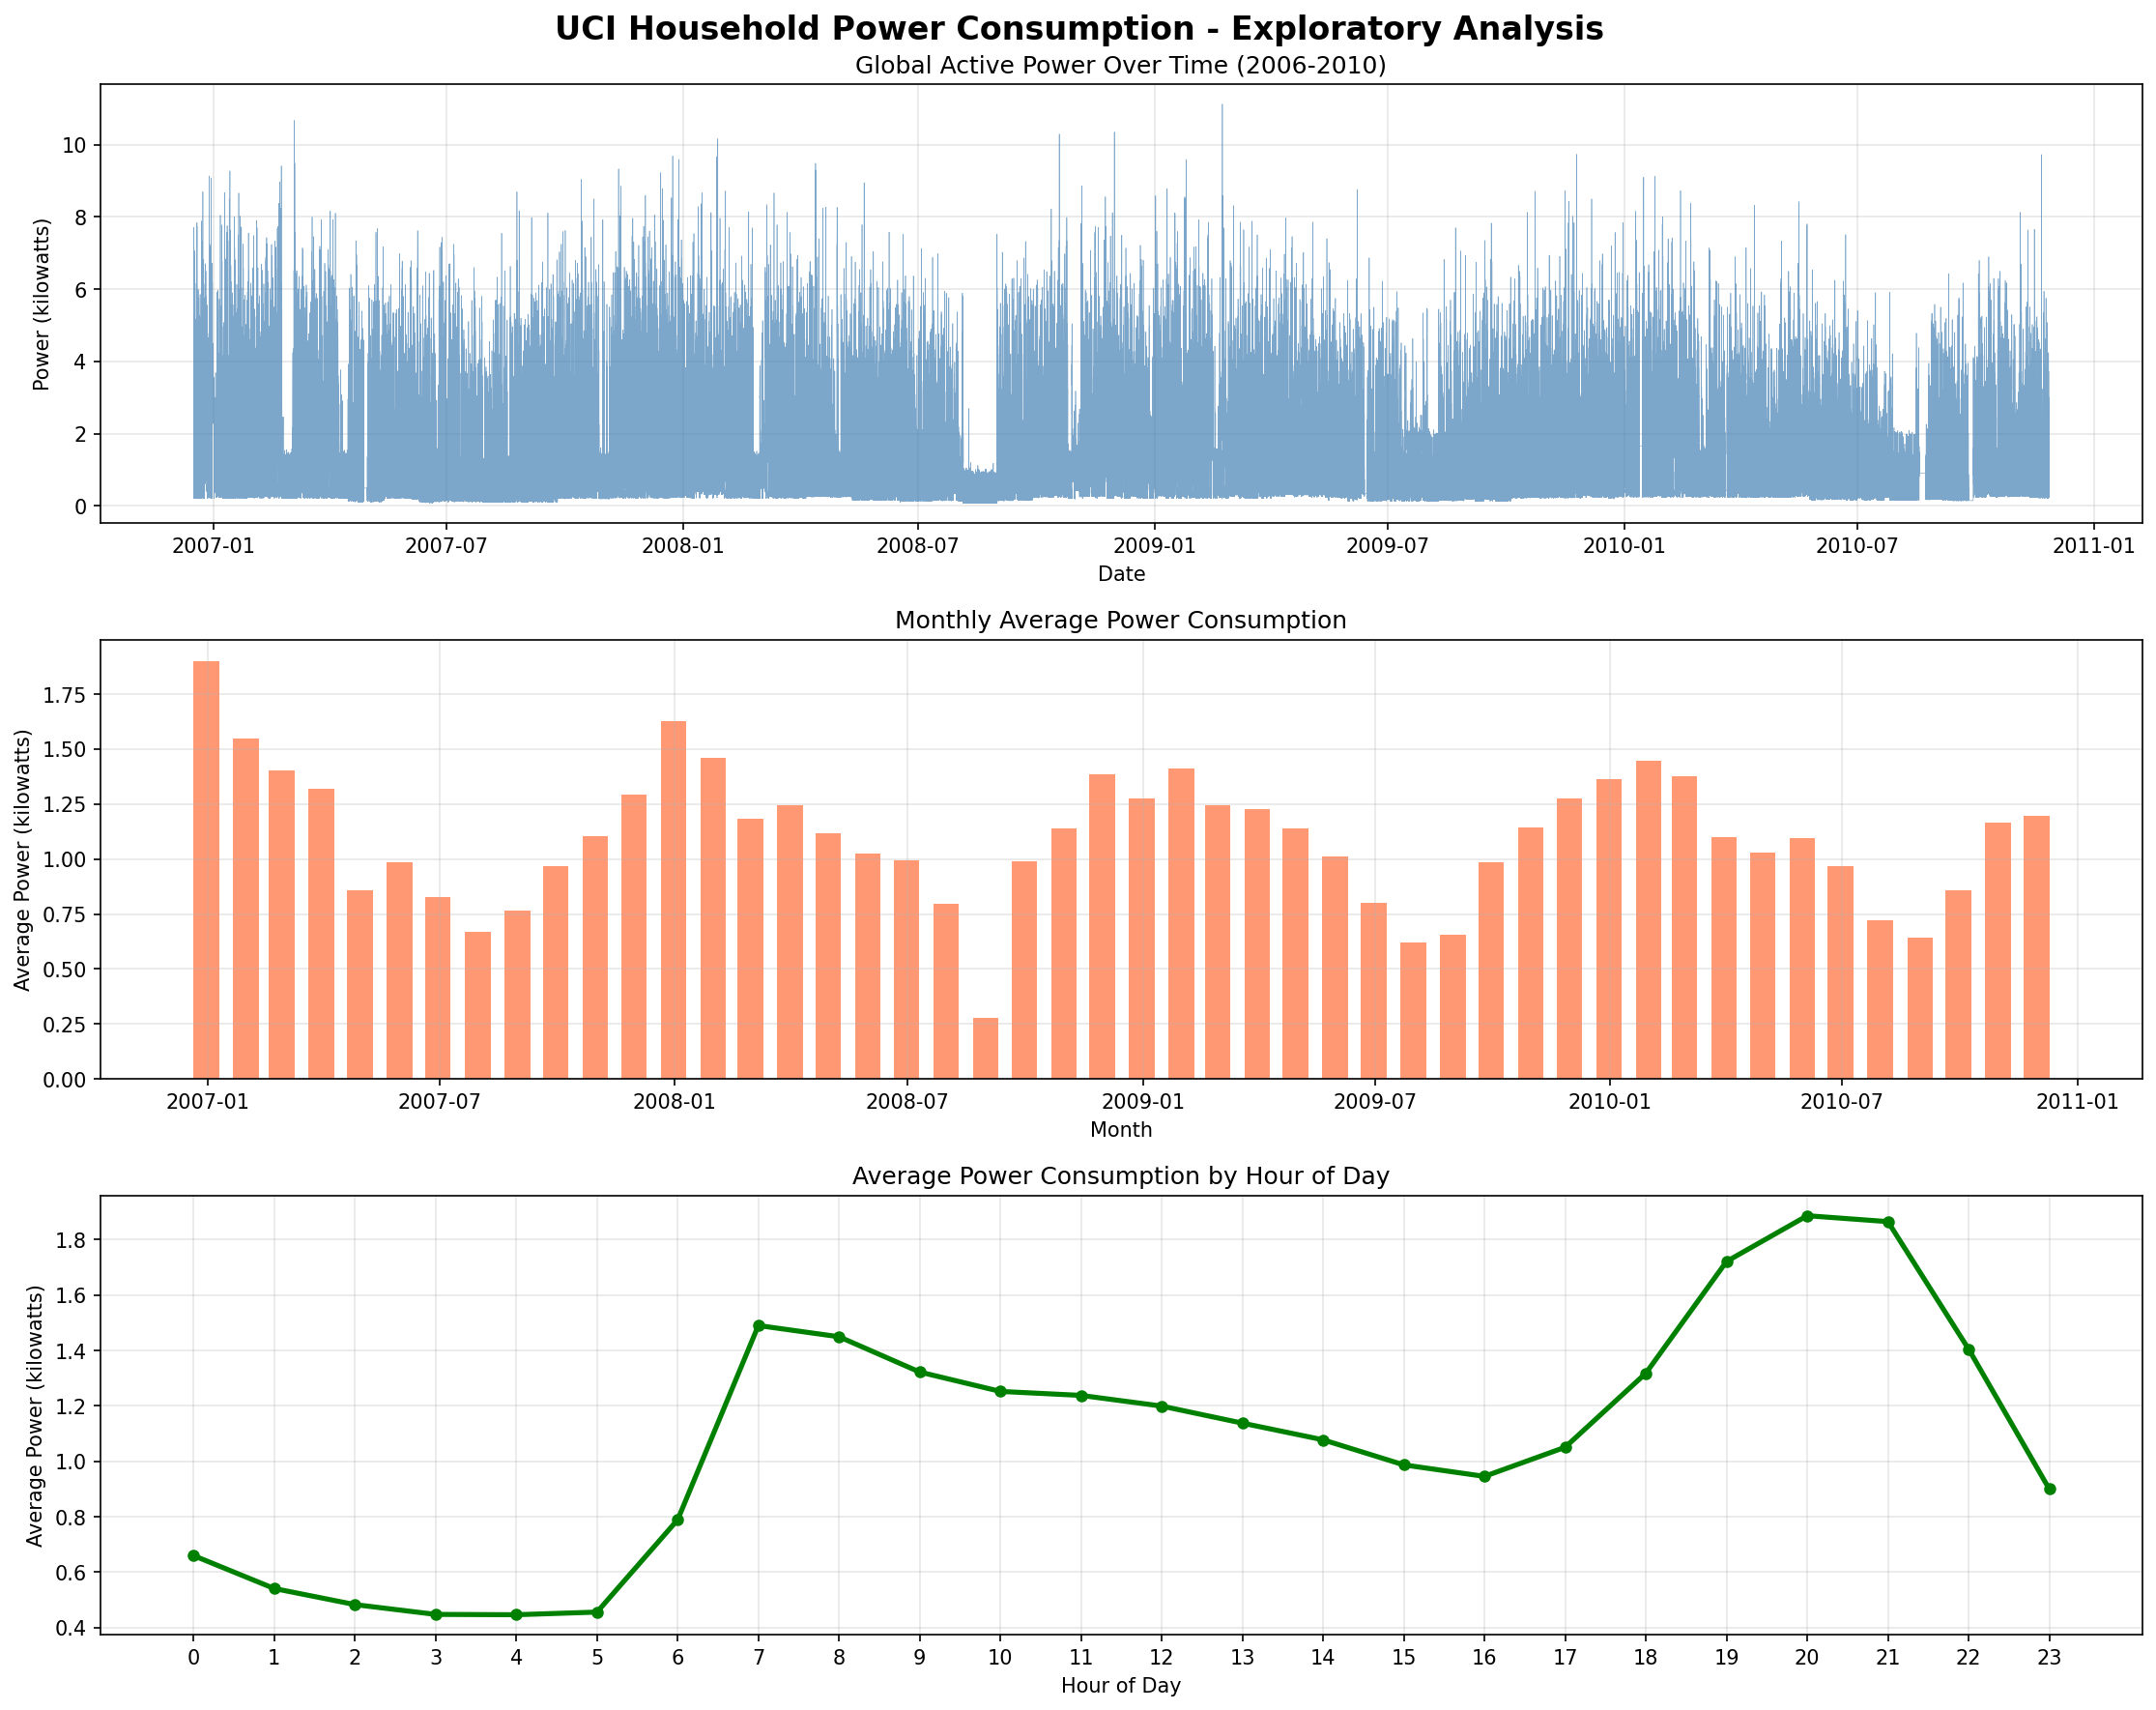 UCI Household Power Consumption - Exploratory Analysis
Global Active Power Over Time (2006-2010)
Power (kilowatts)
10
8
6
4
2
0
2007-01 2007-07 2008-01 2008-07 2009-01 2009-07 2010-01 2010-07 2011-01
Date
Monthly Average Power Consumption
Average Power (kilowatts)
1.75
1.50
1.25
1.00
0.75
0.50
0.25
0.00
2007-01 2007-07 2008-01 2008-07 2009-01 2009-07 2010-01 2010-07 2011-01
Month
Average Power Consumption by Hour of Day
Average Power (kilowatts)
1.8
1.6
1.4
1.2
1.0
0.8
0.6
0.4
0 1 2 3 4 5 6 7 8 9 10 11 12 13 14 15 16 17 18 19 20 21 22 23
Hour of Day